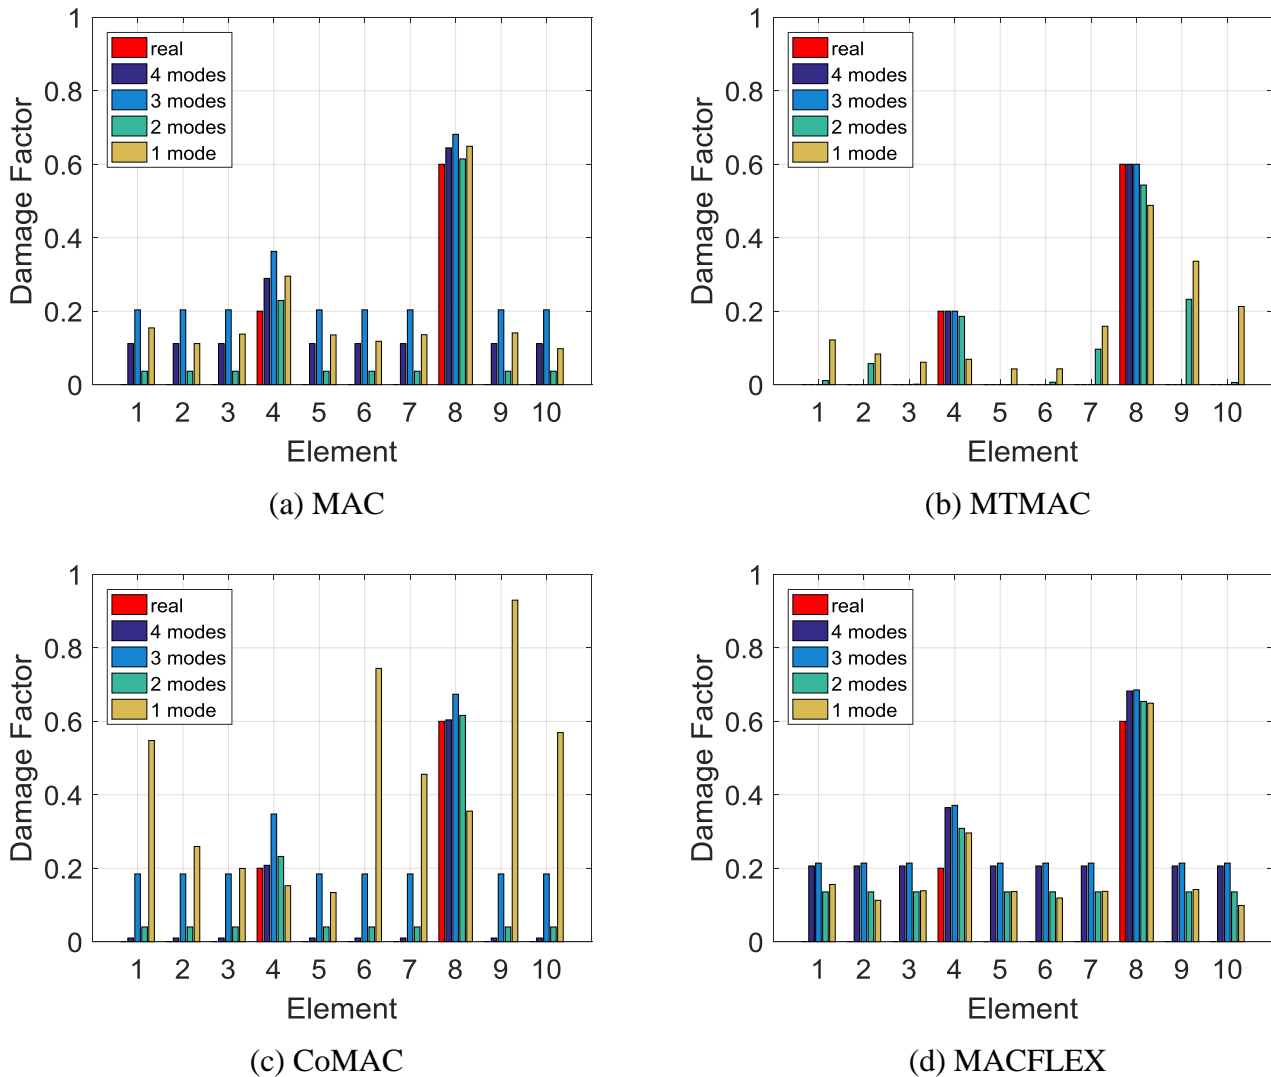 1
0.8
0.6
0.4
0.2
0
Damage Factor
real
4 modes
3 modes
2 modes
1 mode
1 2 3 4 5 6 7 8 9 10
Element
(a) MAC
1
0.8
0.6
0.4
0.2
0
Damage Factor
real
4 modes
3 modes
2 modes
1 mode
1 2 3 4 5 6 7 8 9 10
Element
(b) MTMAC
1
0.8
0.6
0.4
0.2
0
Damage Factor
real
4 modes
3 modes
2 modes
1 mode
1 2 3 4 5 6 7 8 9 10
Element
(c) CoMAC
1
0.8
0.6
0.4
0.2
0
Damage Factor
real
4 modes
3 modes
2 modes
1 mode
1 2 3 4 5 6 7 8 9 10
Element
(d) MACFLEX